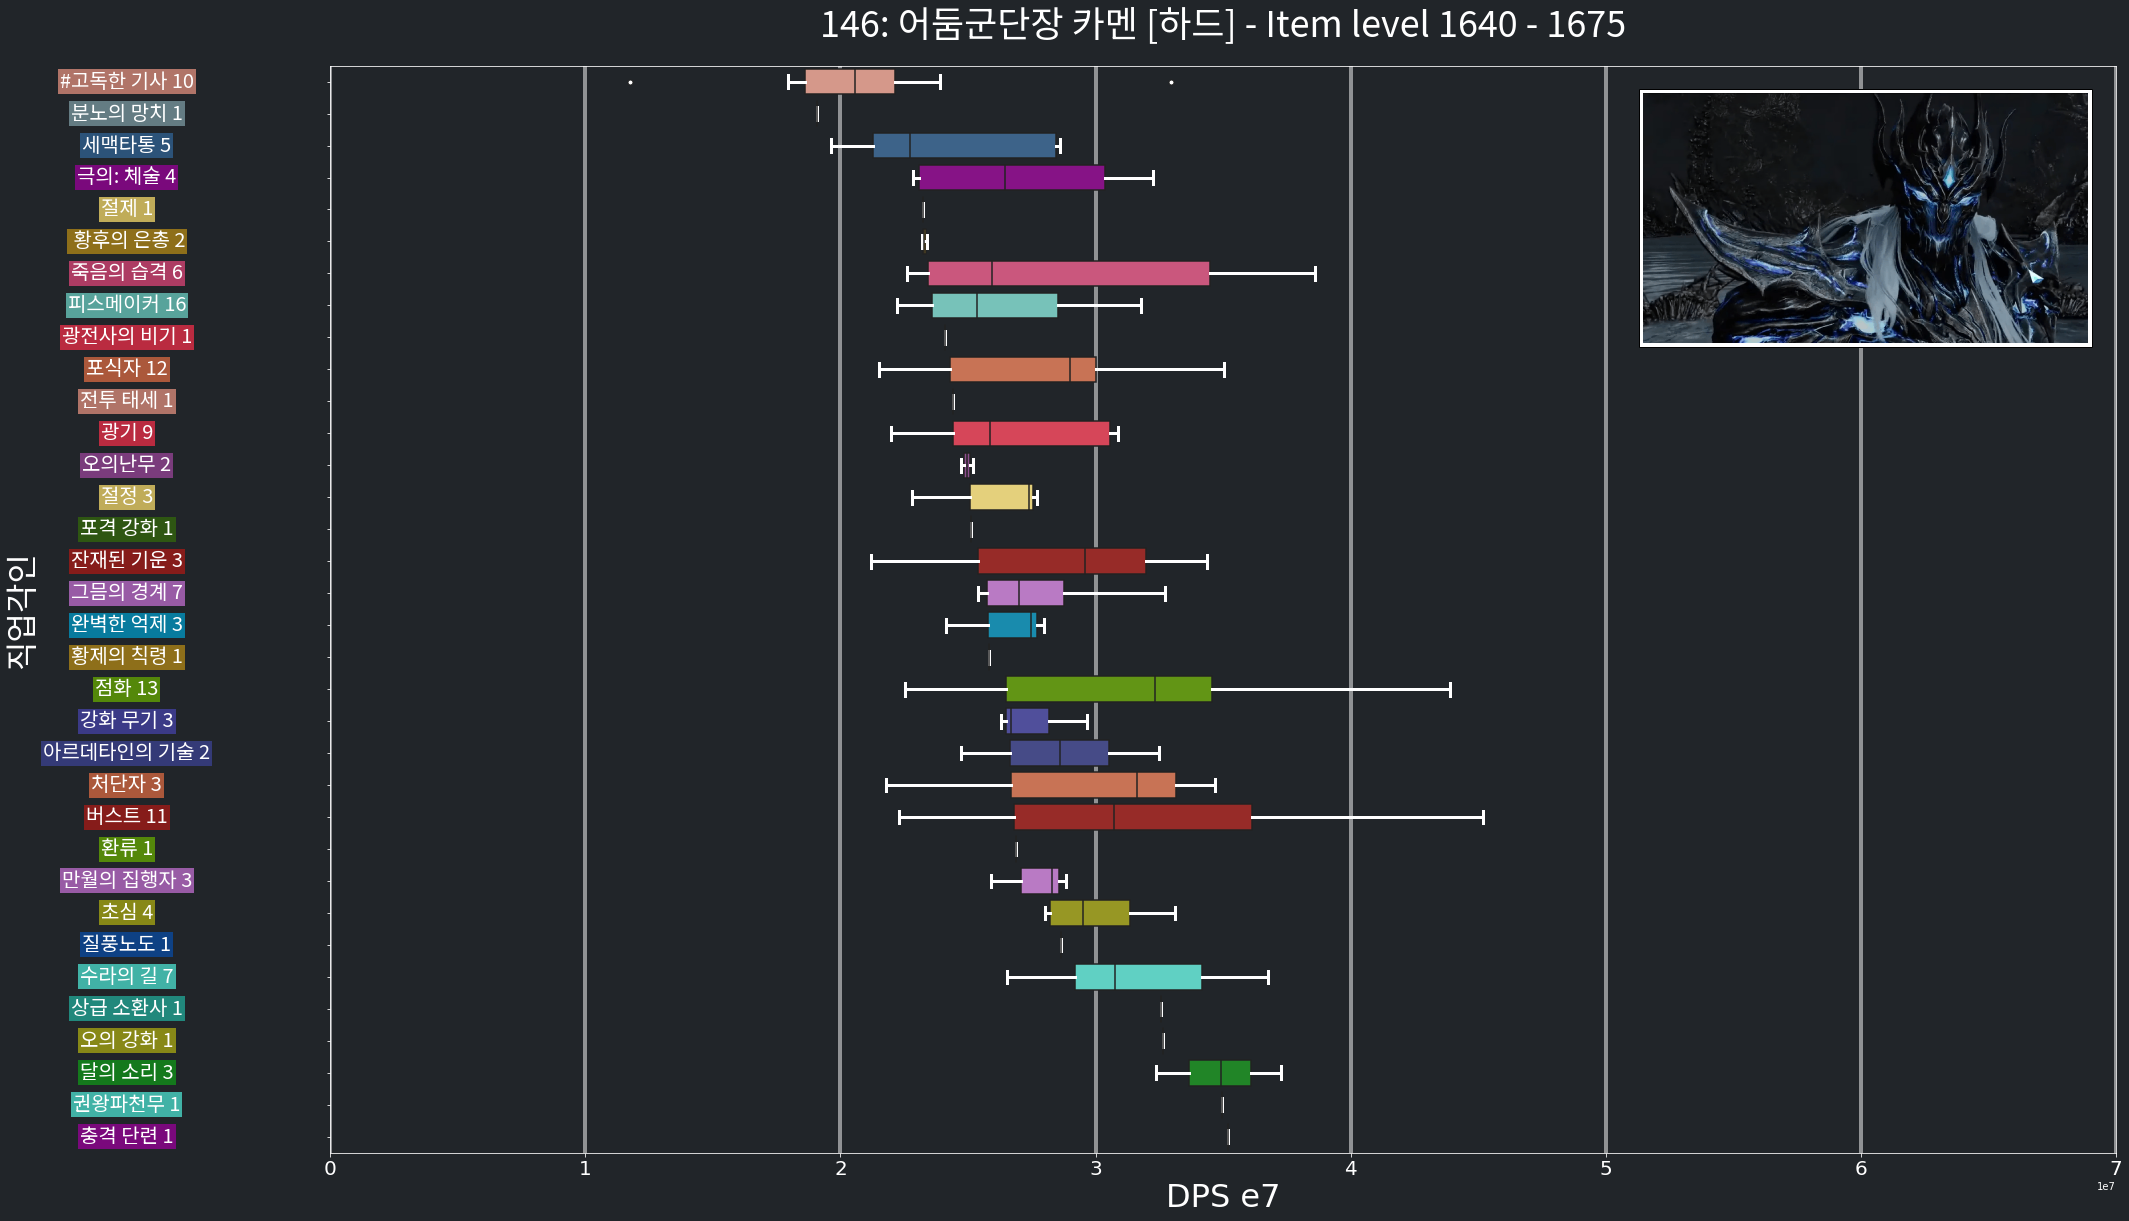 146: 어둠군단장 카멘 [하드] - Item level 1640 - 1675
#고독한 기사 10
분노의 망치 1
세맥타통 5
극의: 체술 4
절제 1
황후의 은총 2
죽음의 습격 6
피스메이커 16
광전사의 비기 1
포식자 12
전투 태세 1
광기 9
오의난무 2
절정 3
포격 강화 1
잔재된 기운 3
그믐의 경계 7
완벽한 억제 3
황제의 칙령 1
점화 13
강화 무기 3
아르데타인의 기술 2
처단자 3
버스트 11
환류 1
만월의 집행자 3
초심 4
질풍노도 1
수라의 길 7
상급 소환사 1
오의 강화 1
달의 소리 3
권왕파천무 1
충격 단련 1
직업각인
0 1 2 3 4 5 6 7
1e7
DPS e7